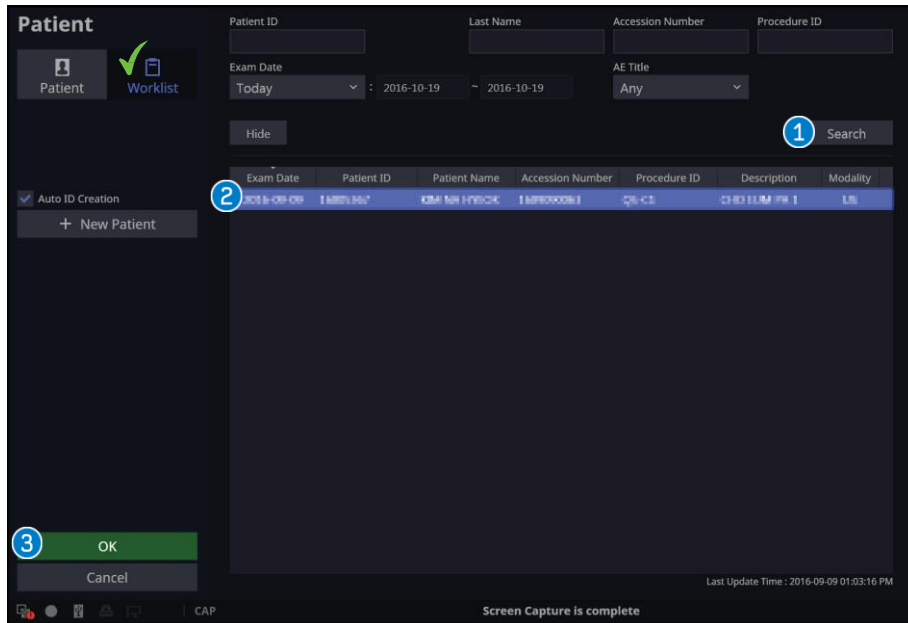 Patient
Patient
Worklist
Auto ID Creation
+ New Patient
3
OK
Cancel
Patient ID
Last Name
Accession Number
Procedure ID
Exam Date
AE Title
Today : 2016-10-19 ~ 2016-10-19
Any
Hide
1 Search
Exam Date Patient ID Patient Name Accession Number Procedure ID Description Modality
2
Last Update Time : 2016-09-09 01:03:16 PM
CAP
Screen Capture is complete